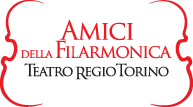 AMICI
DELLA FILARMONICA
TEATRO REGIO TORINO